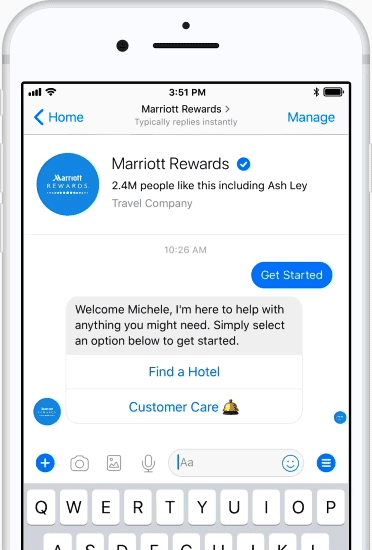 3:51 PM
Home
Marriott Rewards >
Typically replies instantly
Manage
Marriott
REWARDS
Marriott Rewards
2.4M people like this including Ash Ley
Travel Company
10:26 AM
Get Started
Welcome Michele, I'm here to help with
anything you might need. Simply select
an option below to get started.
Find a Hotel
Customer Care 🛎️
Aa
Q W E R T Y U I O P
A S D F G H J K L